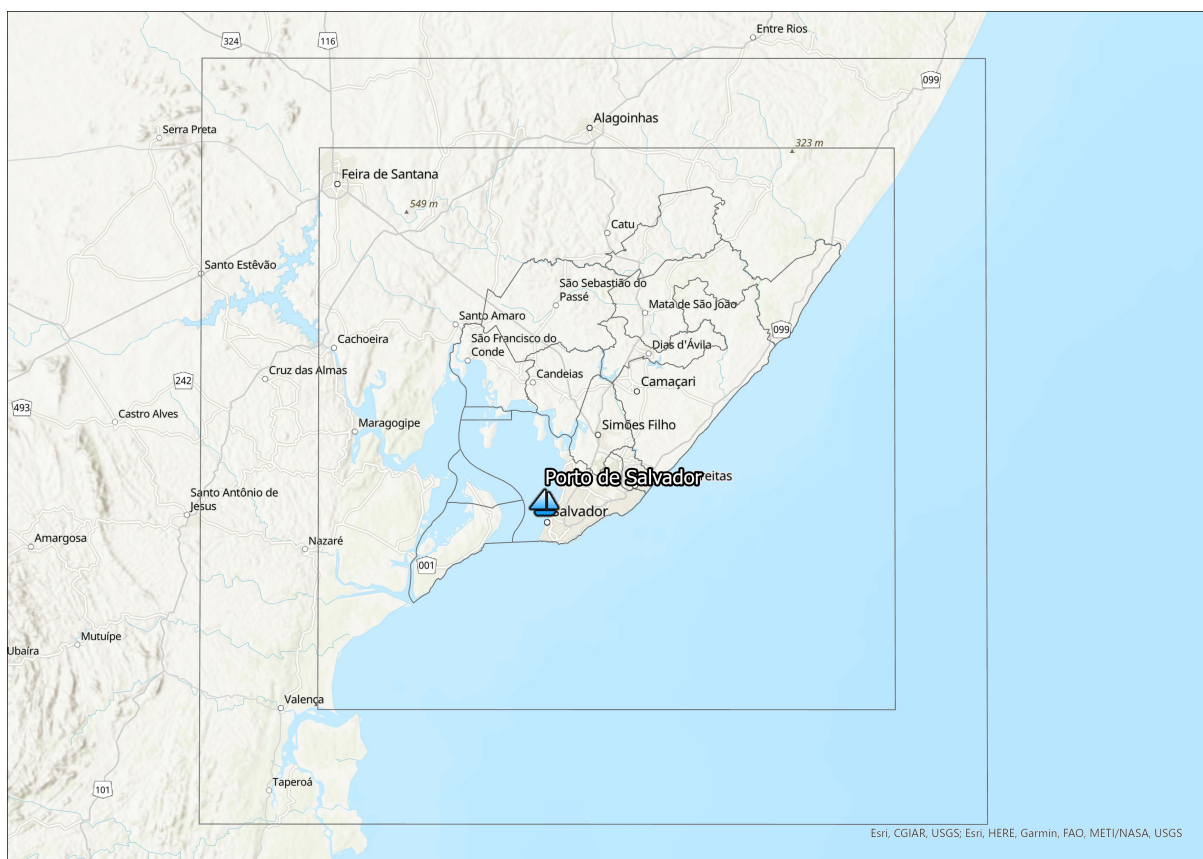 Entre Rios
324
116
099
Alagoinhas
Serra Preta
323 m
Feira de Santana
549 m
Catu
Santo Estêvão
São Sebastião do
Passé
Mata de São João
Santo Amaro
099
Cachoeira
São Francisco do
Conde
Dias d'Ávila
Cruz das Almas
242
Candeias
Camaçari
493
Castro Alves
Maragogipe
Simões Filho
Porto de Salvador
reitas
Santo Antônio de
Jesus
Salvador
Amargosa
Nazaré
001
Mutuípe
Ubaíra
Valença
Taperoá
101
Esri, CGIAR, USGS; Esri, HERE, Garmin, FAO, METI/NASA, USGS